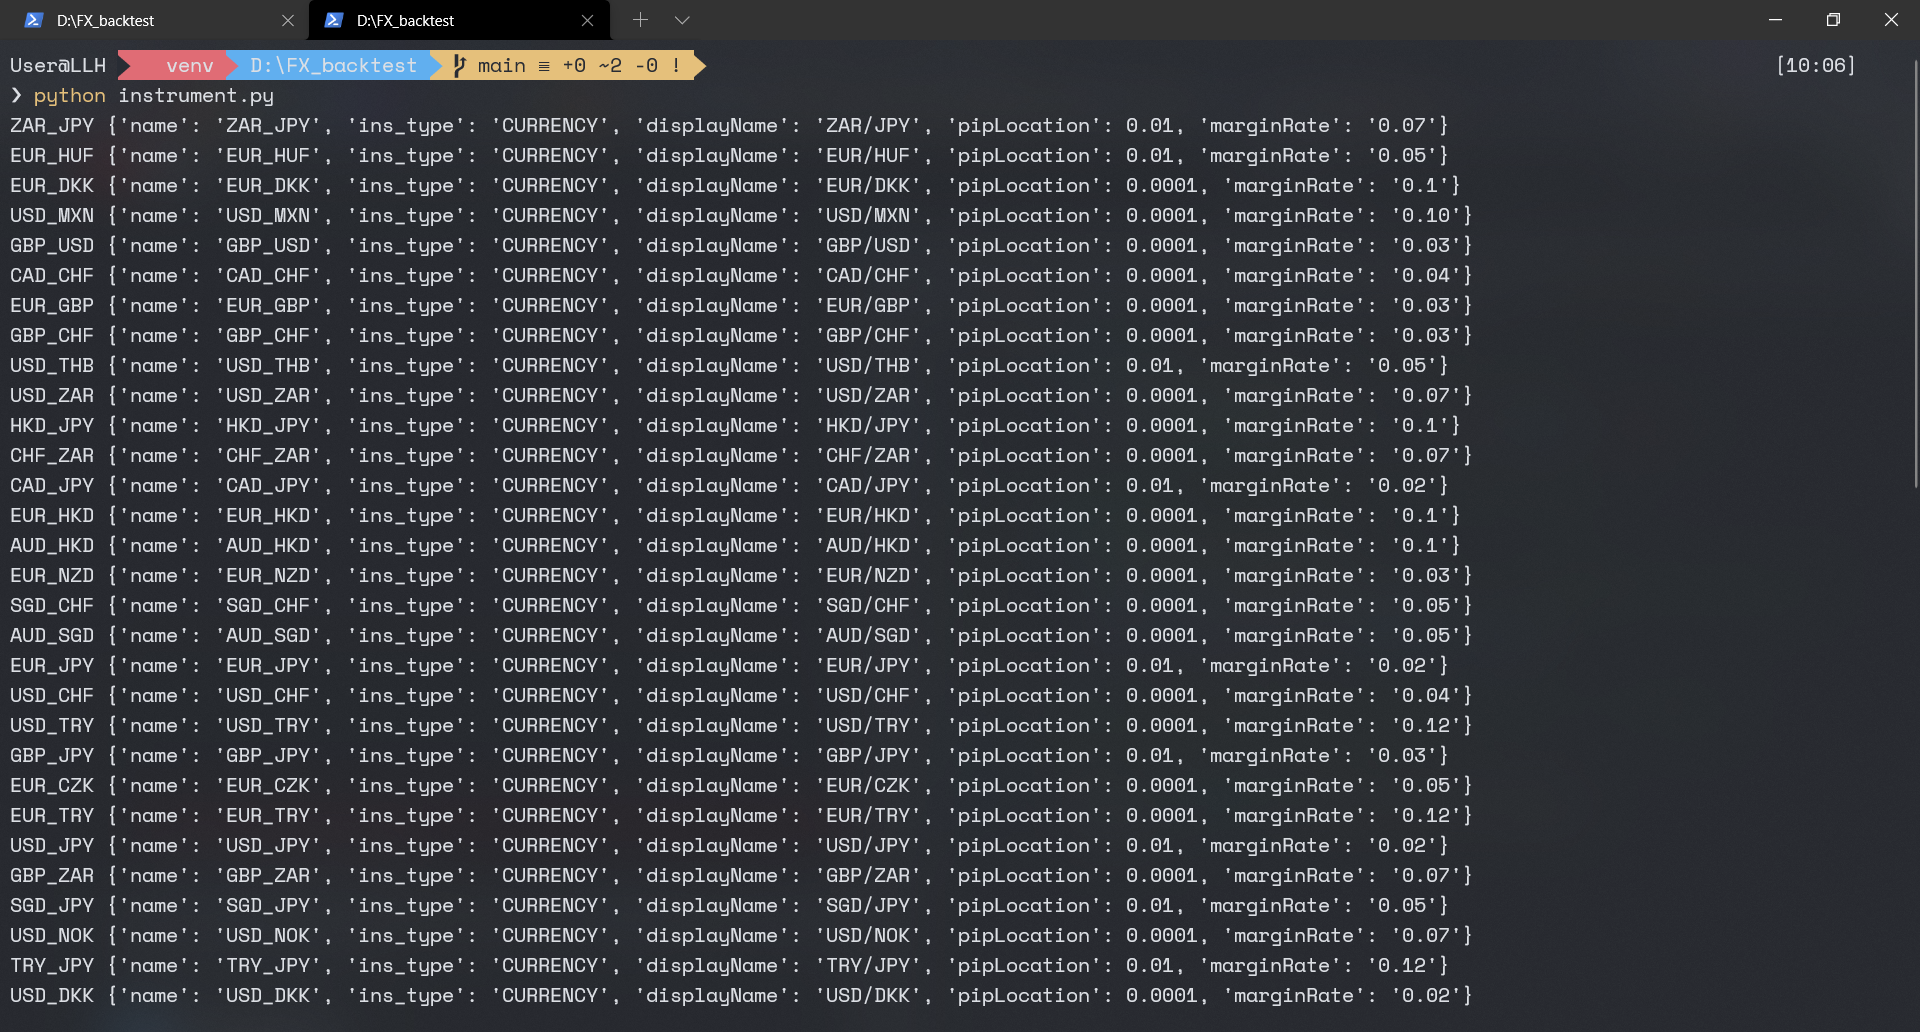 D:\FX_backtest D:\FX_backtest
User@LLH venv D:\FX_backtest main ≡ +0 ~2 -0 ! [10:06]
❯ python instrument.py
ZAR_JPY {'name': 'ZAR_JPY', 'ins_type': 'CURRENCY', 'displayName': 'ZAR/JPY', 'pipLocation': 0.01, 'marginRate': '0.07'}
EUR_HUF {'name': 'EUR_HUF', 'ins_type': 'CURRENCY', 'displayName': 'EUR/HUF', 'pipLocation': 0.01, 'marginRate': '0.05'}
EUR_DKK {'name': 'EUR_DKK', 'ins_type': 'CURRENCY', 'displayName': 'EUR/DKK', 'pipLocation': 0.0001, 'marginRate': '0.1'}
USD_MXN {'name': 'USD_MXN', 'ins_type': 'CURRENCY', 'displayName': 'USD/MXN', 'pipLocation': 0.0001, 'marginRate': '0.10'}
GBP_USD {'name': 'GBP_USD', 'ins_type': 'CURRENCY', 'displayName': 'GBP/USD', 'pipLocation': 0.0001, 'marginRate': '0.03'}
CAD_CHF {'name': 'CAD_CHF', 'ins_type': 'CURRENCY', 'displayName': 'CAD/CHF', 'pipLocation': 0.0001, 'marginRate': '0.04'}
EUR_GBP {'name': 'EUR_GBP', 'ins_type': 'CURRENCY', 'displayName': 'EUR/GBP', 'pipLocation': 0.0001, 'marginRate': '0.03'}
GBP_CHF {'name': 'GBP_CHF', 'ins_type': 'CURRENCY', 'displayName': 'GBP/CHF', 'pipLocation': 0.0001, 'marginRate': '0.03'}
USD_THB {'name': 'USD_THB', 'ins_type': 'CURRENCY', 'displayName': 'USD/THB', 'pipLocation': 0.01, 'marginRate': '0.05'}
USD_ZAR {'name': 'USD_ZAR', 'ins_type': 'CURRENCY', 'displayName': 'USD/ZAR', 'pipLocation': 0.0001, 'marginRate': '0.07'}
HKD_JPY {'name': 'HKD_JPY', 'ins_type': 'CURRENCY', 'displayName': 'HKD/JPY', 'pipLocation': 0.0001, 'marginRate': '0.1'}
CHF_ZAR {'name': 'CHF_ZAR', 'ins_type': 'CURRENCY', 'displayName': 'CHF/ZAR', 'pipLocation': 0.0001, 'marginRate': '0.07'}
CAD_JPY {'name': 'CAD_JPY', 'ins_type': 'CURRENCY', 'displayName': 'CAD/JPY', 'pipLocation': 0.01, 'marginRate': '0.02'}
EUR_HKD {'name': 'EUR_HKD', 'ins_type': 'CURRENCY', 'displayName': 'EUR/HKD', 'pipLocation': 0.0001, 'marginRate': '0.1'}
AUD_HKD {'name': 'AUD_HKD', 'ins_type': 'CURRENCY', 'displayName': 'AUD/HKD', 'pipLocation': 0.0001, 'marginRate': '0.1'}
EUR_NZD {'name': 'EUR_NZD', 'ins_type': 'CURRENCY', 'displayName': 'EUR/NZD', 'pipLocation': 0.0001, 'marginRate': '0.03'}
SGD_CHF {'name': 'SGD_CHF', 'ins_type': 'CURRENCY', 'displayName': 'SGD/CHF', 'pipLocation': 0.0001, 'marginRate': '0.05'}
AUD_SGD {'name': 'AUD_SGD', 'ins_type': 'CURRENCY', 'displayName': 'AUD/SGD', 'pipLocation': 0.0001, 'marginRate': '0.05'}
EUR_JPY {'name': 'EUR_JPY', 'ins_type': 'CURRENCY', 'displayName': 'EUR/JPY', 'pipLocation': 0.01, 'marginRate': '0.02'}
USD_CHF {'name': 'USD_CHF', 'ins_type': 'CURRENCY', 'displayName': 'USD/CHF', 'pipLocation': 0.0001, 'marginRate': '0.04'}
USD_TRY {'name': 'USD_TRY', 'ins_type': 'CURRENCY', 'displayName': 'USD/TRY', 'pipLocation': 0.0001, 'marginRate': '0.12'}
GBP_JPY {'name': 'GBP_JPY', 'ins_type': 'CURRENCY', 'displayName': 'GBP/JPY', 'pipLocation': 0.01, 'marginRate': '0.03'}
EUR_CZK {'name': 'EUR_CZK', 'ins_type': 'CURRENCY', 'displayName': 'EUR/CZK', 'pipLocation': 0.0001, 'marginRate': '0.05'}
EUR_TRY {'name': 'EUR_TRY', 'ins_type': 'CURRENCY', 'displayName': 'EUR/TRY', 'pipLocation': 0.0001, 'marginRate': '0.12'}
USD_JPY {'name': 'USD_JPY', 'ins_type': 'CURRENCY', 'displayName': 'USD/JPY', 'pipLocation': 0.01, 'marginRate': '0.02'}
GBP_ZAR {'name': 'GBP_ZAR', 'ins_type': 'CURRENCY', 'displayName': 'GBP/ZAR', 'pipLocation': 0.0001, 'marginRate': '0.07'}
SGD_JPY {'name': 'SGD_JPY', 'ins_type': 'CURRENCY', 'displayName': 'SGD/JPY', 'pipLocation': 0.01, 'marginRate': '0.05'}
USD_NOK {'name': 'USD_NOK', 'ins_type': 'CURRENCY', 'displayName': 'USD/NOK', 'pipLocation': 0.0001, 'marginRate': '0.07'}
TRY_JPY {'name': 'TRY_JPY', 'ins_type': 'CURRENCY', 'displayName': 'TRY/JPY', 'pipLocation': 0.01, 'marginRate': '0.12'}
USD_DKK {'name': 'USD_DKK', 'ins_type': 'CURRENCY', 'displayName': 'USD/DKK', 'pipLocation': 0.0001, 'marginRate': '0.02'}